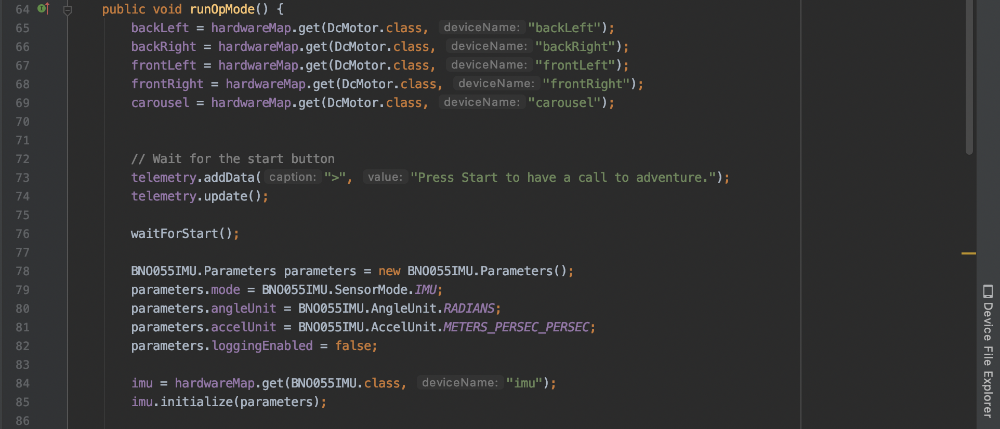 64 public void runOpMode() {
65 backLeft = hardwareMap.get(DcMotor.class, deviceName: "backLeft");
66 backRight = hardwareMap.get(DcMotor.class, deviceName: "backRight");
67 frontLeft = hardwareMap.get(DcMotor.class, deviceName: "frontLeft");
68 frontRight = hardwareMap.get(DcMotor.class, deviceName: "frontRight");
69 carousel = hardwareMap.get(DcMotor.class, deviceName: "carousel");
70
71
72 // Wait for the start button
73 telemetry.addData( caption: ">", value: "Press Start to have a call to adventure.");
74 telemetry.update();
75
76 waitForStart();
77
78 BNO055IMU.Parameters parameters = new BNO055IMU.Parameters();
79 parameters.mode = BNO055IMU.SensorMode.IMU;
80 parameters.angleUnit = BNO055IMU.AngleUnit.RADIANS;
81 parameters.accelUnit = BNO055IMU.AccelUnit.METERS_PERSEC_PERSEC;
82 parameters.loggingEnabled = false;
83
84 imu = hardwareMap.get(BNO055IMU.class, deviceName: "imu");
85 imu.initialize(parameters);
86
Device File Explorer